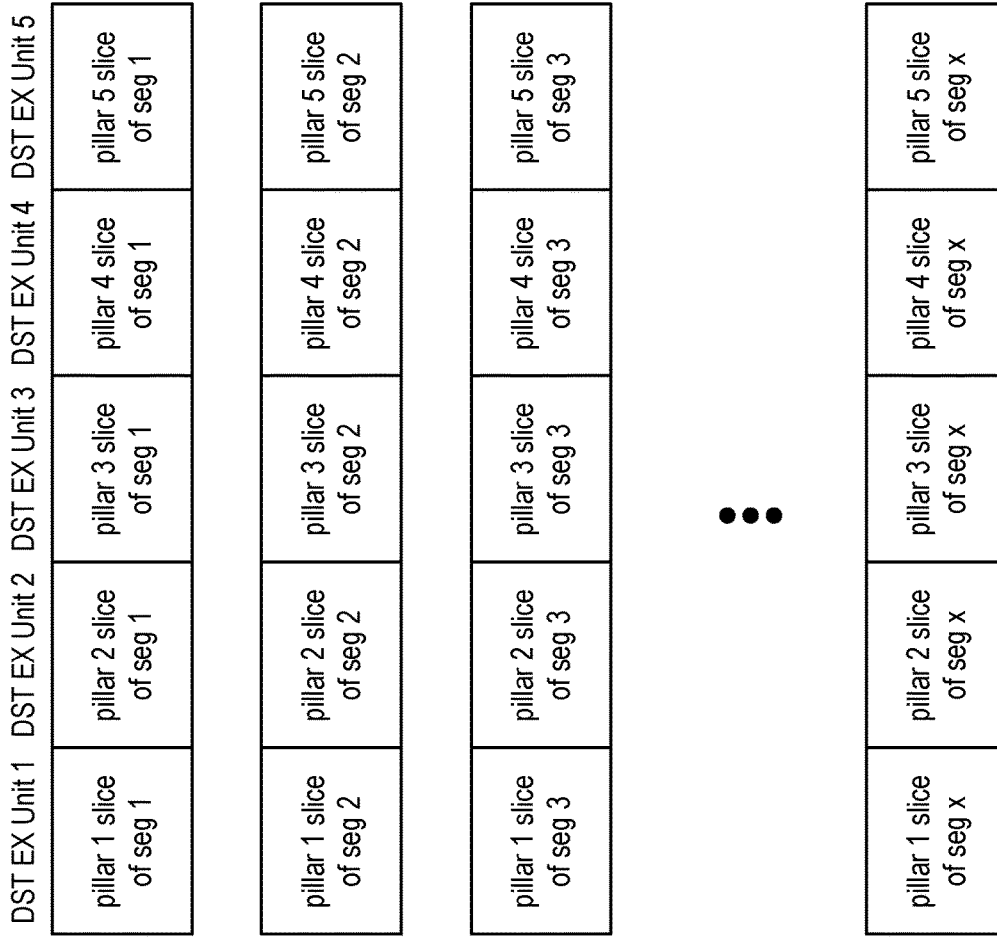 DST EX Unit 1
DST EX Unit 2
DST EX Unit 3
DST EX Unit 4
DST EX Unit 5
pillar 1 slice
of seg 1
pillar 2 slice
of seg 1
pillar 3 slice
of seg 1
pillar 4 slice
of seg 1
pillar 5 slice
of seg 1
pillar 1 slice
of seg 2
pillar 2 slice
of seg 2
pillar 3 slice
of seg 2
pillar 4 slice
of seg 2
pillar 5 slice
of seg 2
pillar 1 slice
of seg 3
pillar 2 slice
of seg 3
pillar 3 slice
of seg 3
pillar 4 slice
of seg 3
pillar 5 slice
of seg 3
pillar 1 slice
of seg x
pillar 2 slice
of seg x
pillar 3 slice
of seg x
pillar 4 slice
of seg x
pillar 5 slice
of seg x